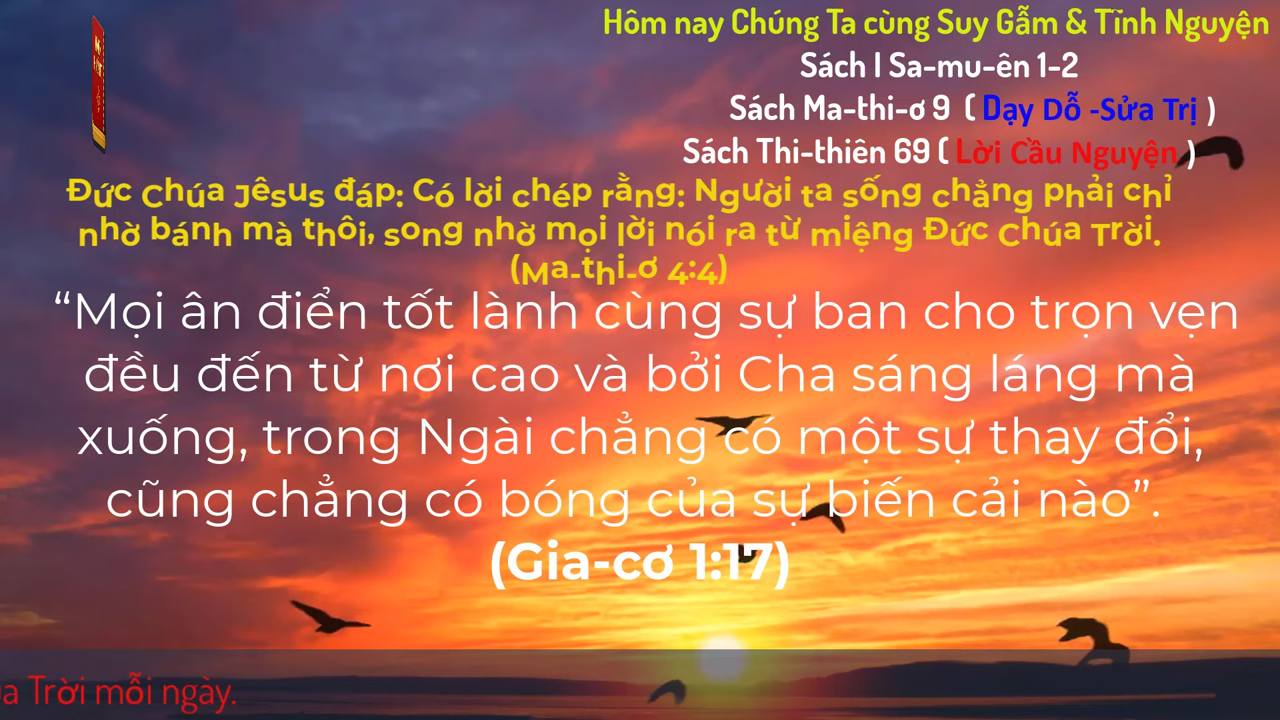 Hôm nay Chúng Ta cùng Suy Gẫm & Tĩnh Nguyện
Sách I Sa-mu-ên 1-2
Sách Ma-thi-ơ 9 ( Dạy Dỗ -Sửa Trị )
Sách Thi-thiên 69 ( Lời Cầu Nguyện )
Đức Chúa Jêsus đáp: Có lời chép rằng: Người ta sống chẳng phải chỉ
nhờ bánh mà thôi, song nhờ mọi lời nói ra từ miệng Đức Chúa Trời.
(Ma-thi-ơ 4:4)
“Mọi ân điển tốt lành cùng sự ban cho trọn vẹn
đều đến từ nơi cao và bởi Cha sáng láng mà
xuống, trong Ngài chẳng có một sự thay đổi,
cũng chẳng có bóng của sự biến cải nào”.
(Gia-cơ 1:17)
Trời mỗi ngày.